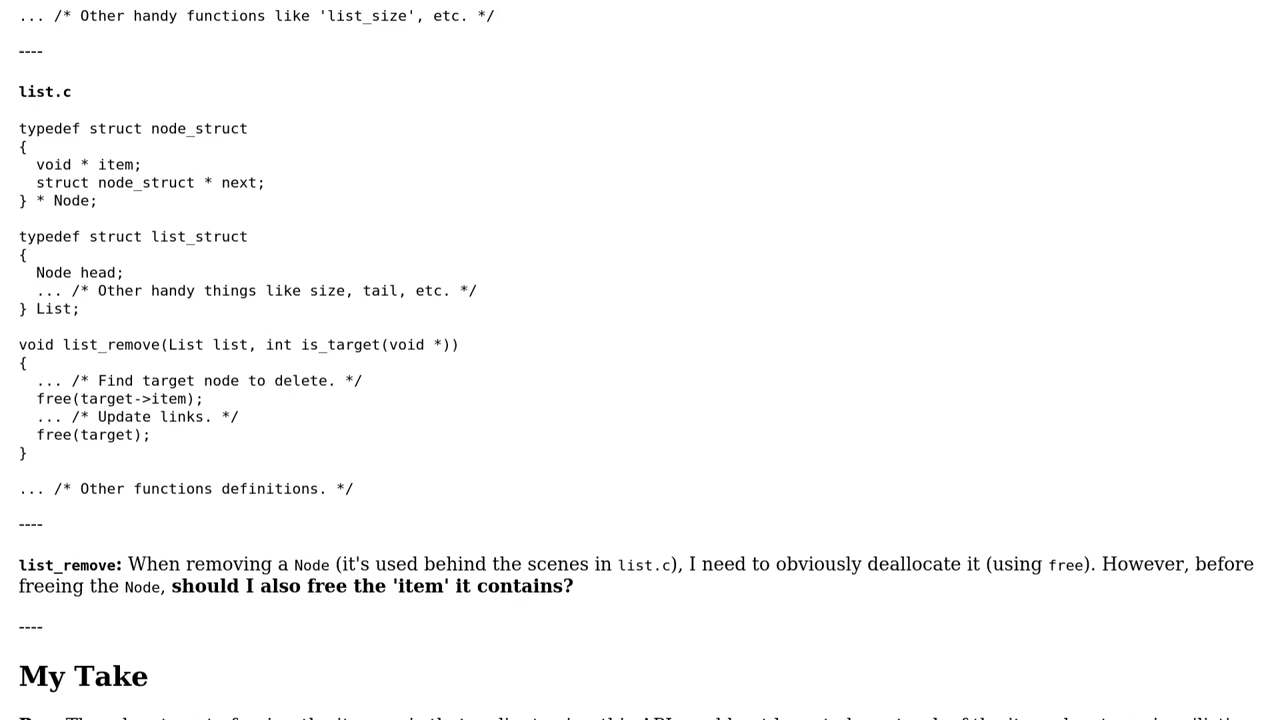 ... /* Other handy functions like 'list_size', etc. */
----
list.c
typedef struct node_struct
{
  void * item;
  struct node_struct * next;
} * Node;
typedef struct list_struct
{
  Node head;
  ... /* Other handy things like size, tail, etc. */
} List;
void list_remove(List list, int is_target(void *))
{
  ... /* Find target node to delete. */
  free(target->item);
  ... /* Update links. */
  free(target);
}
... /* Other functions definitions. */
----
list_remove: When removing a Node (it's used behind the scenes in list.c), I need to obviously deallocate it (using free). However, before
freeing the Node, should I also free the 'item' it contains?
----
My Take